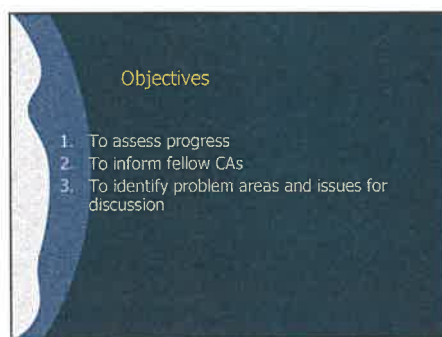 Objectives
1. To assess progress
2. To inform fellow CAs
3. To identify problem areas and issues for
discussion